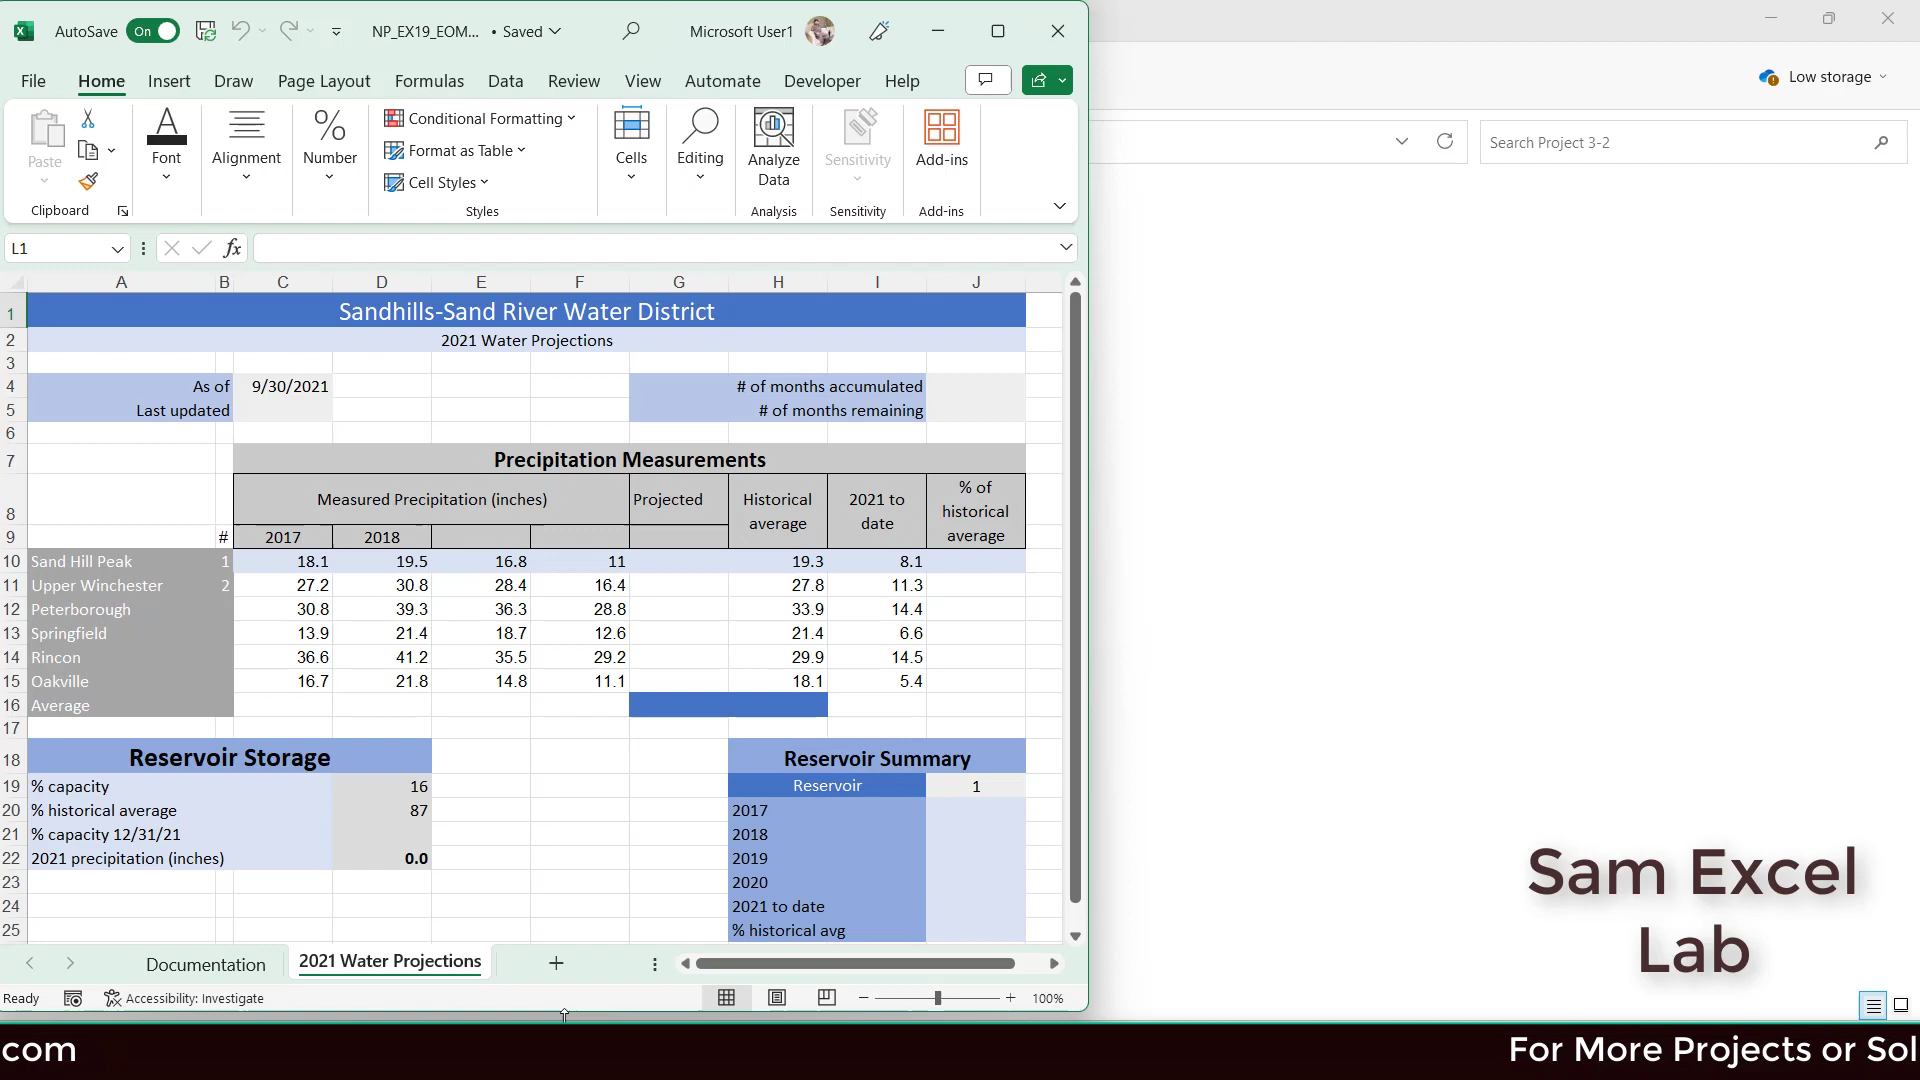 AutoSave On NP_EX19_EOM... • Saved Microsoft User1
Low storage
File Home Insert Draw Page Layout Formulas Data Review View Automate Developer Help
Search Project 3-2
Paste Font Alignment Number Conditional Formatting Format as Table Cell Styles Cells Editing Analyze Data Sensitivity Add-ins
Clipboard Styles Analysis Sensitivity Add-ins
L1 fx
A B C D E F G H I J
1 Sandhills-Sand River Water District
2 2021 Water Projections
3
4 As of 9/30/2021 # of months accumulated
5 Last updated # of months remaining
6
7 Precipitation Measurements
8 Measured Precipitation (inches) Projected Historical average 2021 to date % of historical average
9 # 2017 2018
10 Sand Hill Peak 1 18.1 19.5 16.8 11 19.3 8.1
11 Upper Winchester 2 27.2 30.8 28.4 16.4 27.8 11.3
12 Peterborough 30.8 39.3 36.3 28.8 33.9 14.4
13 Springfield 13.9 21.4 18.7 12.6 21.4 6.6
14 Rincon 36.6 41.2 35.5 29.2 29.9 14.5
15 Oakville 16.7 21.8 14.8 11.1 18.1 5.4
16 Average
17
18 Reservoir Storage Reservoir Summary
19 % capacity 16 Reservoir 1
20 % historical average 87 2017
21 % capacity 12/31/21 2018
22 2021 precipitation (inches) 0.0 2019
23 2020
24 2021 to date
25 % historical avg
Documentation 2021 Water Projections
Ready Accessibility: Investigate 100%
Sam Excel
Lab
com For More Projects or Sol